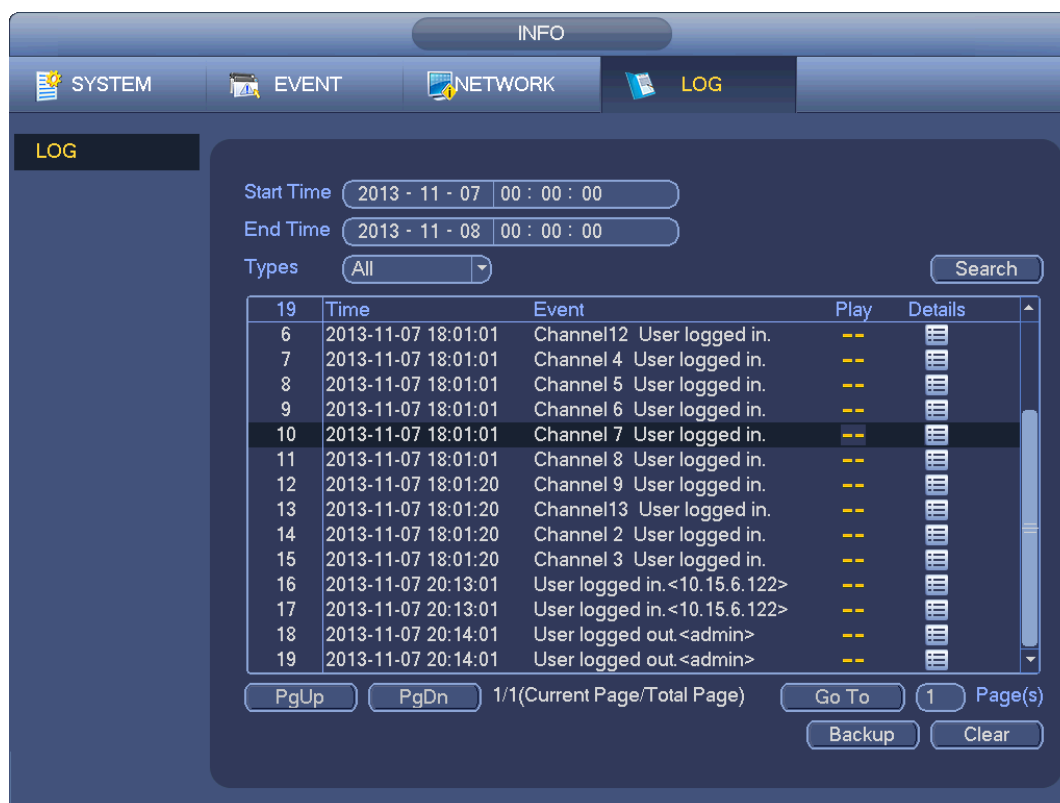 INFO
SYSTEM EVENT NETWORK LOG
LOG
Start Time 2013 - 11 - 07 00 : 00 : 00
End Time 2013 - 11 - 08 00 : 00 : 00
Types All Search
19 Time Event Play Details
6 2013-11-07 18:01:01 Channel12 User logged in. --
7 2013-11-07 18:01:01 Channel 4 User logged in. --
8 2013-11-07 18:01:01 Channel 5 User logged in. --
9 2013-11-07 18:01:01 Channel 6 User logged in. --
10 2013-11-07 18:01:01 Channel 7 User logged in. --
11 2013-11-07 18:01:01 Channel 8 User logged in. --
12 2013-11-07 18:01:20 Channel 9 User logged in. --
13 2013-11-07 18:01:20 Channel13 User logged in. --
14 2013-11-07 18:01:20 Channel 2 User logged in. --
15 2013-11-07 18:01:20 Channel 3 User logged in. --
16 2013-11-07 20:13:01 User logged in.<10.15.6.122> --
17 2013-11-07 20:13:01 User logged in.<10.15.6.122> --
18 2013-11-07 20:14:01 User logged out.<admin> --
19 2013-11-07 20:14:01 User logged out.<admin> --
PgUp PgDn 1/1(Current Page/Total Page) Go To 1 Page(s)
Backup Clear